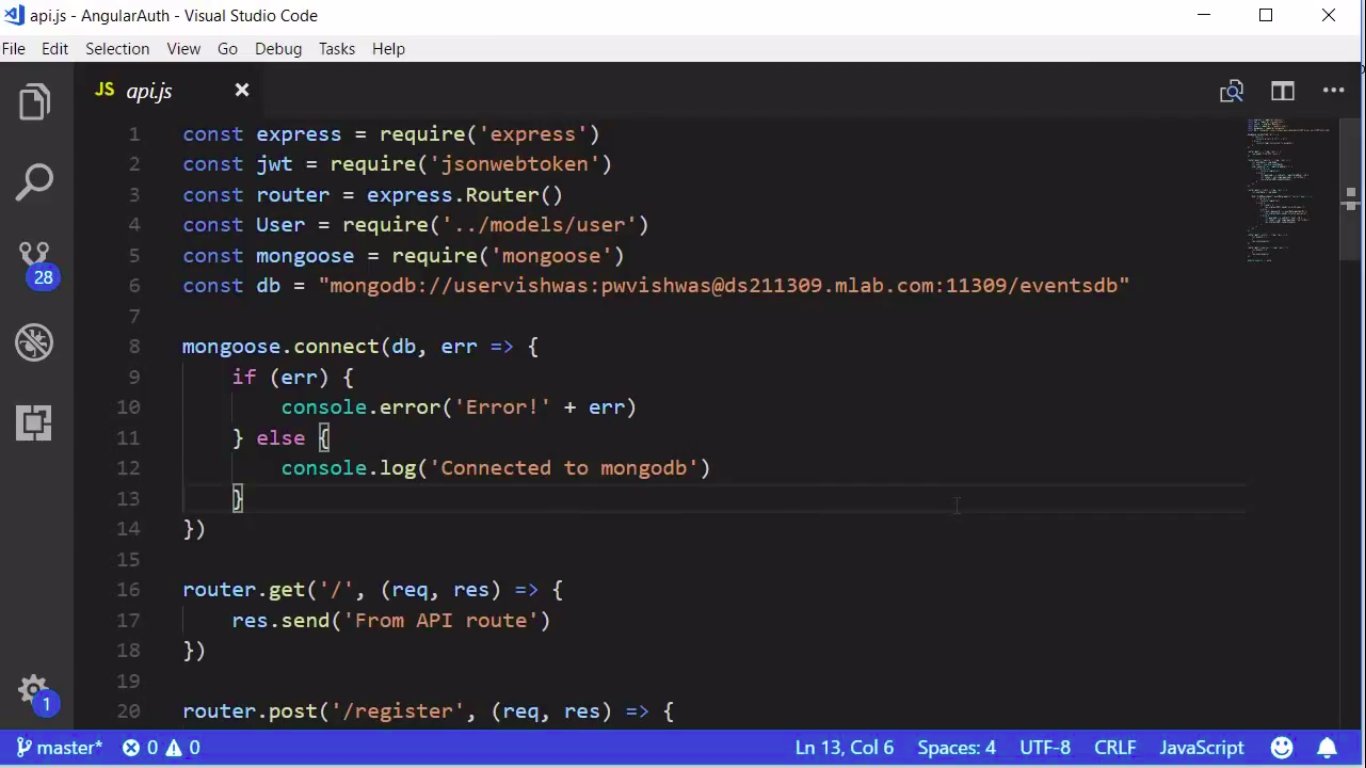 api.js - AngularAuth - Visual Studio Code
File Edit Selection View Go Debug Tasks Help
JS api.js
1 const express = require('express')
2 const jwt = require('jsonwebtoken')
3 const router = express.Router()
4 const User = require('../models/user')
5 const mongoose = require('mongoose')
6 const db = "mongodb://uservishwas:pwvishwas@ds211309.mlab.com:11309/eventsdb"
7
8 mongoose.connect(db, err => {
9 if (err) {
10 console.error('Error!' + err)
11 } else {
12 console.log('Connected to mongodb')
13 }
14 })
15
16 router.get('/', (req, res) => {
17 res.send('From API route')
18 })
19
20 router.post('/register', (req, res) => {
28
1
master* 0 0 Ln 13, Col 6 Spaces: 4 UTF-8 CRLF JavaScript